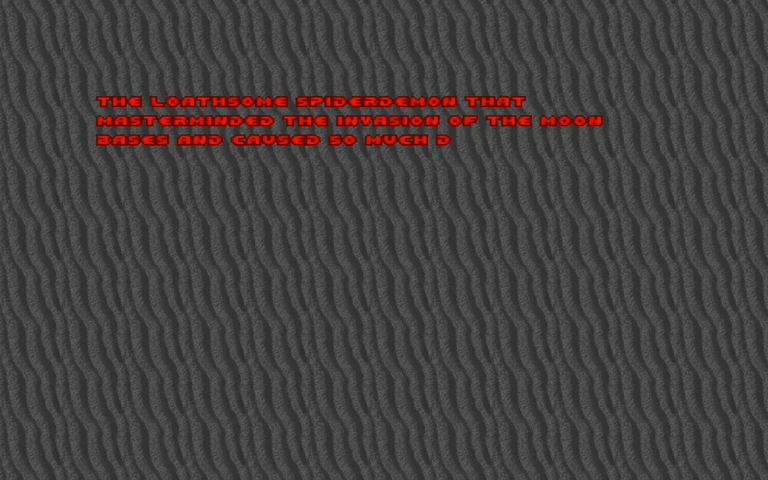 THE LOATHSOME SPIDERDEMON THAT
MASTERMINDED THE INVASION OF THE MOON
BASES AND CAUSED SO MUCH D